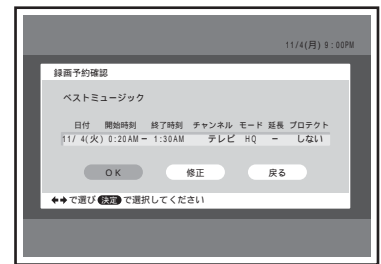 11/4(月) 9:00PM
録画予約確認
ベストミュージック
日付 開始時刻 終了時刻 チャンネル モード 延長 プロテクト
11/ 4(火) 0:20AM − 1:30AM テレビ HQ − しない
OK 修正 戻る
←→で選び 決定 で選択してください